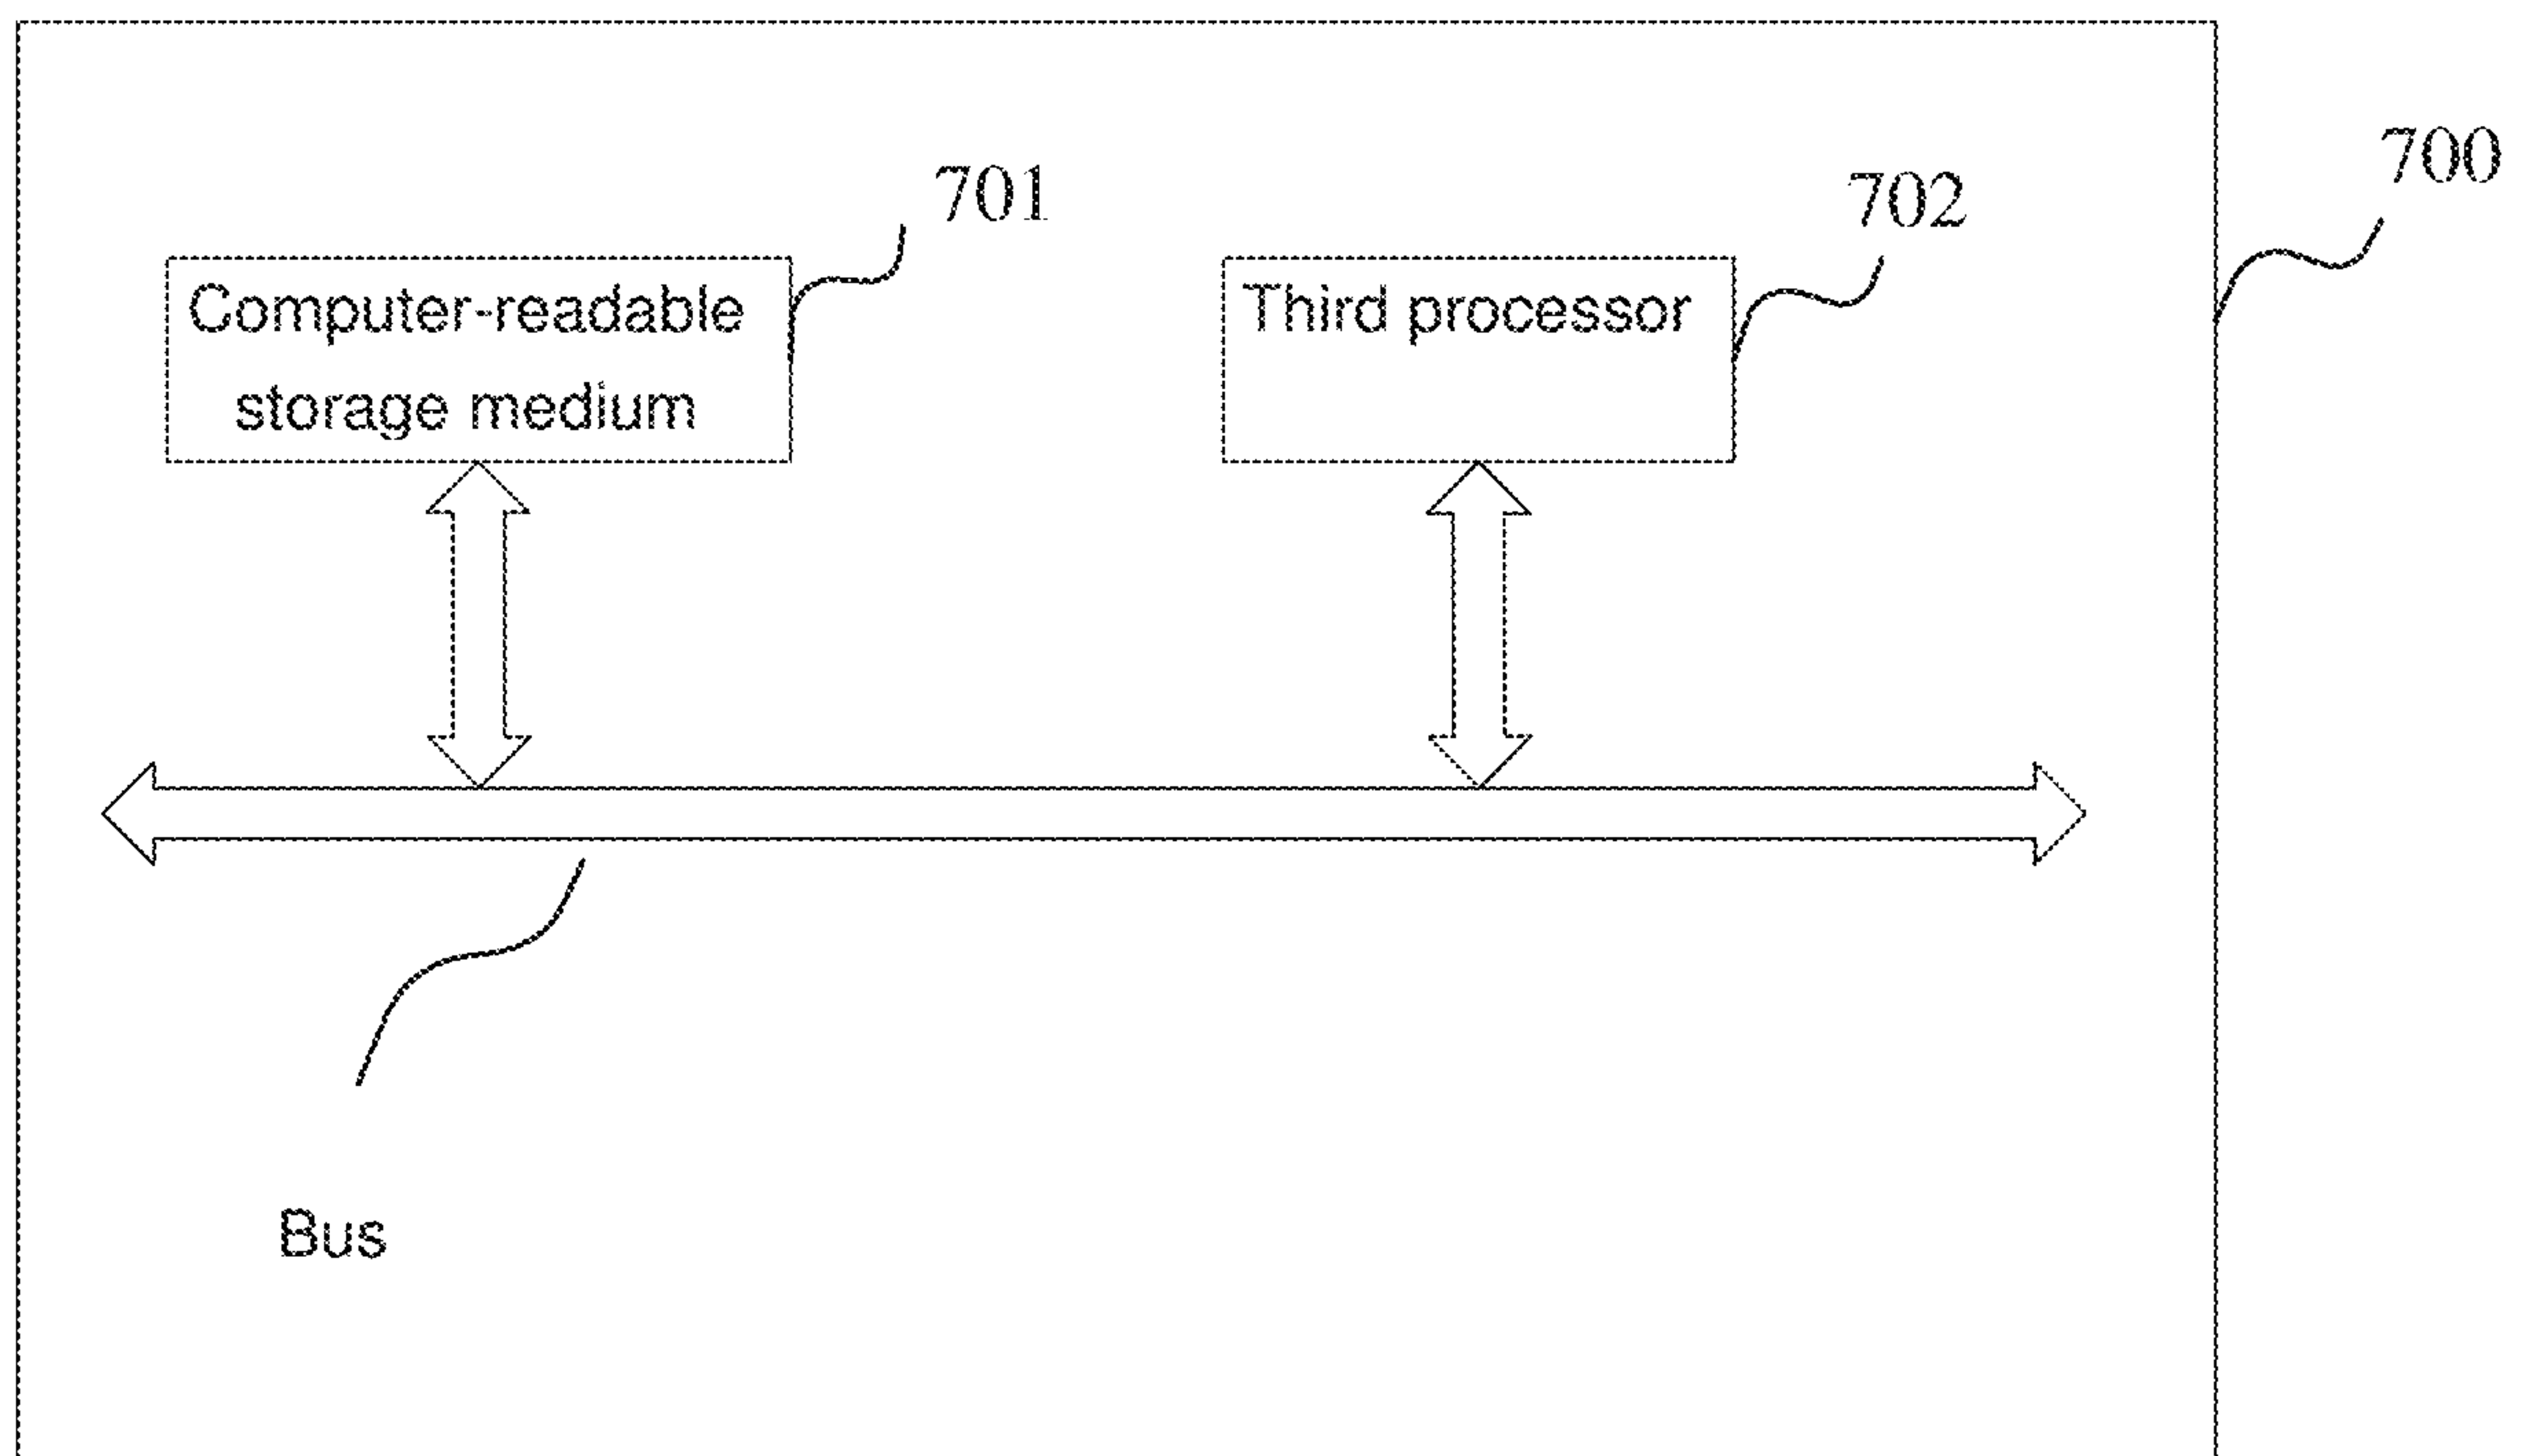 700
701
702
Computer-readable
storage medium
Third processor
Bus